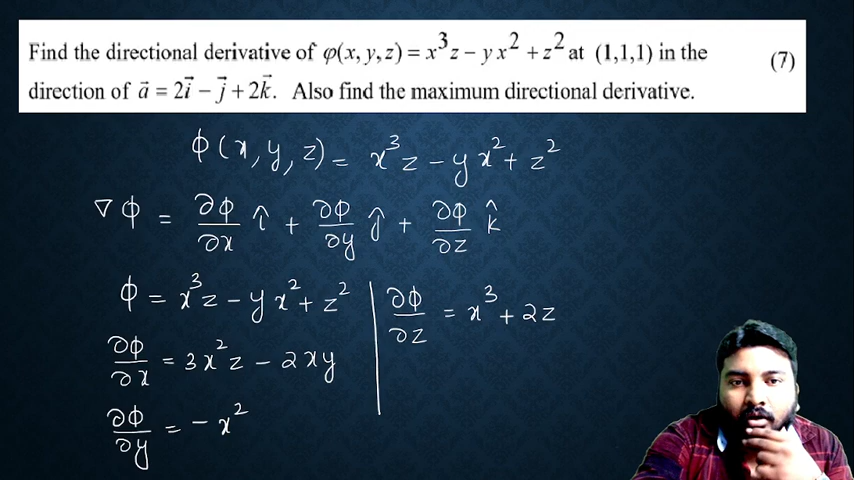 Find the directional derivative of φ(x, y, z) = x³z − yx² + z² at (1,1,1) in the (7)
direction of a⃗ = 2i⃗ − j⃗ + 2k⃗. Also find the maximum directional derivative.
ϕ(x, y, z) = x³z − yx² + z²
∇ϕ = ∂ϕ/∂x î + ∂ϕ/∂y ĵ + ∂ϕ/∂z k̂
ϕ = x³z − yx² + z²
∂ϕ/∂x = 3x²z − 2xy
∂ϕ/∂y = −x²
∂ϕ/∂z = x³ + 2z